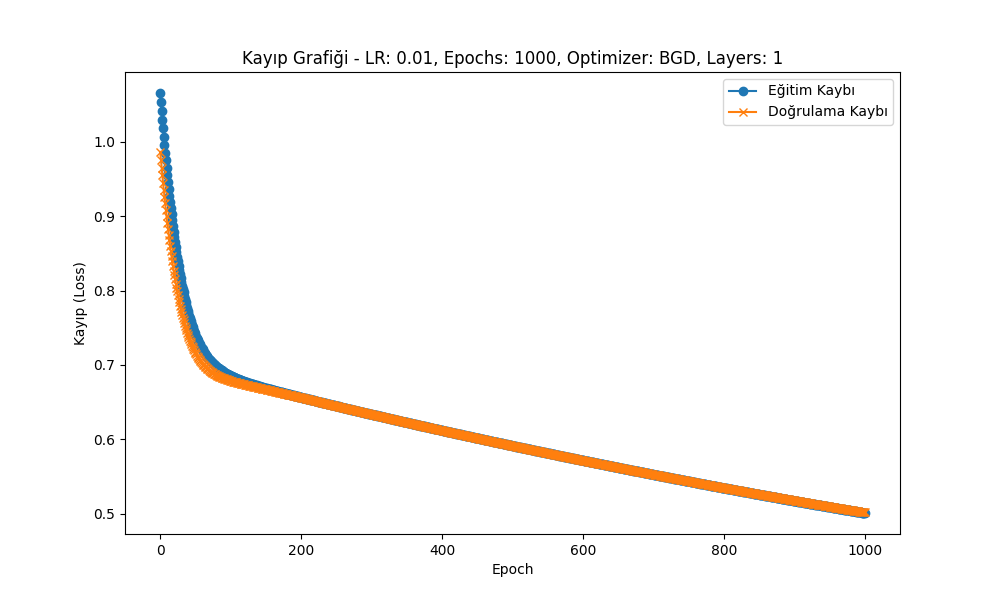 Kayıp Grafiği - LR: 0.01, Epochs: 1000, Optimizer: BGD, Layers: 1
Eğitim Kaybı
Doğrulama Kaybı
Kayıp (Loss)
1.0
0.9
0.8
0.7
0.6
0.5
0 200 400 600 800 1000
Epoch